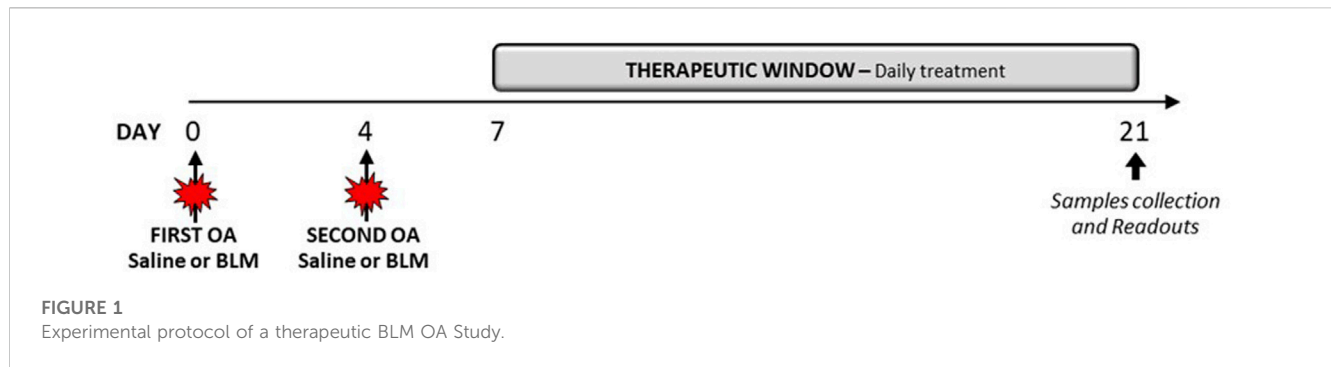 THERAPEUTIC WINDOW – Daily treatment
DAY 0 4 7 21
FIRST OA
Saline or BLM
SECOND OA
Saline or BLM
Samples collection
and Readouts
FIGURE 1
Experimental protocol of a therapeutic BLM OA Study.